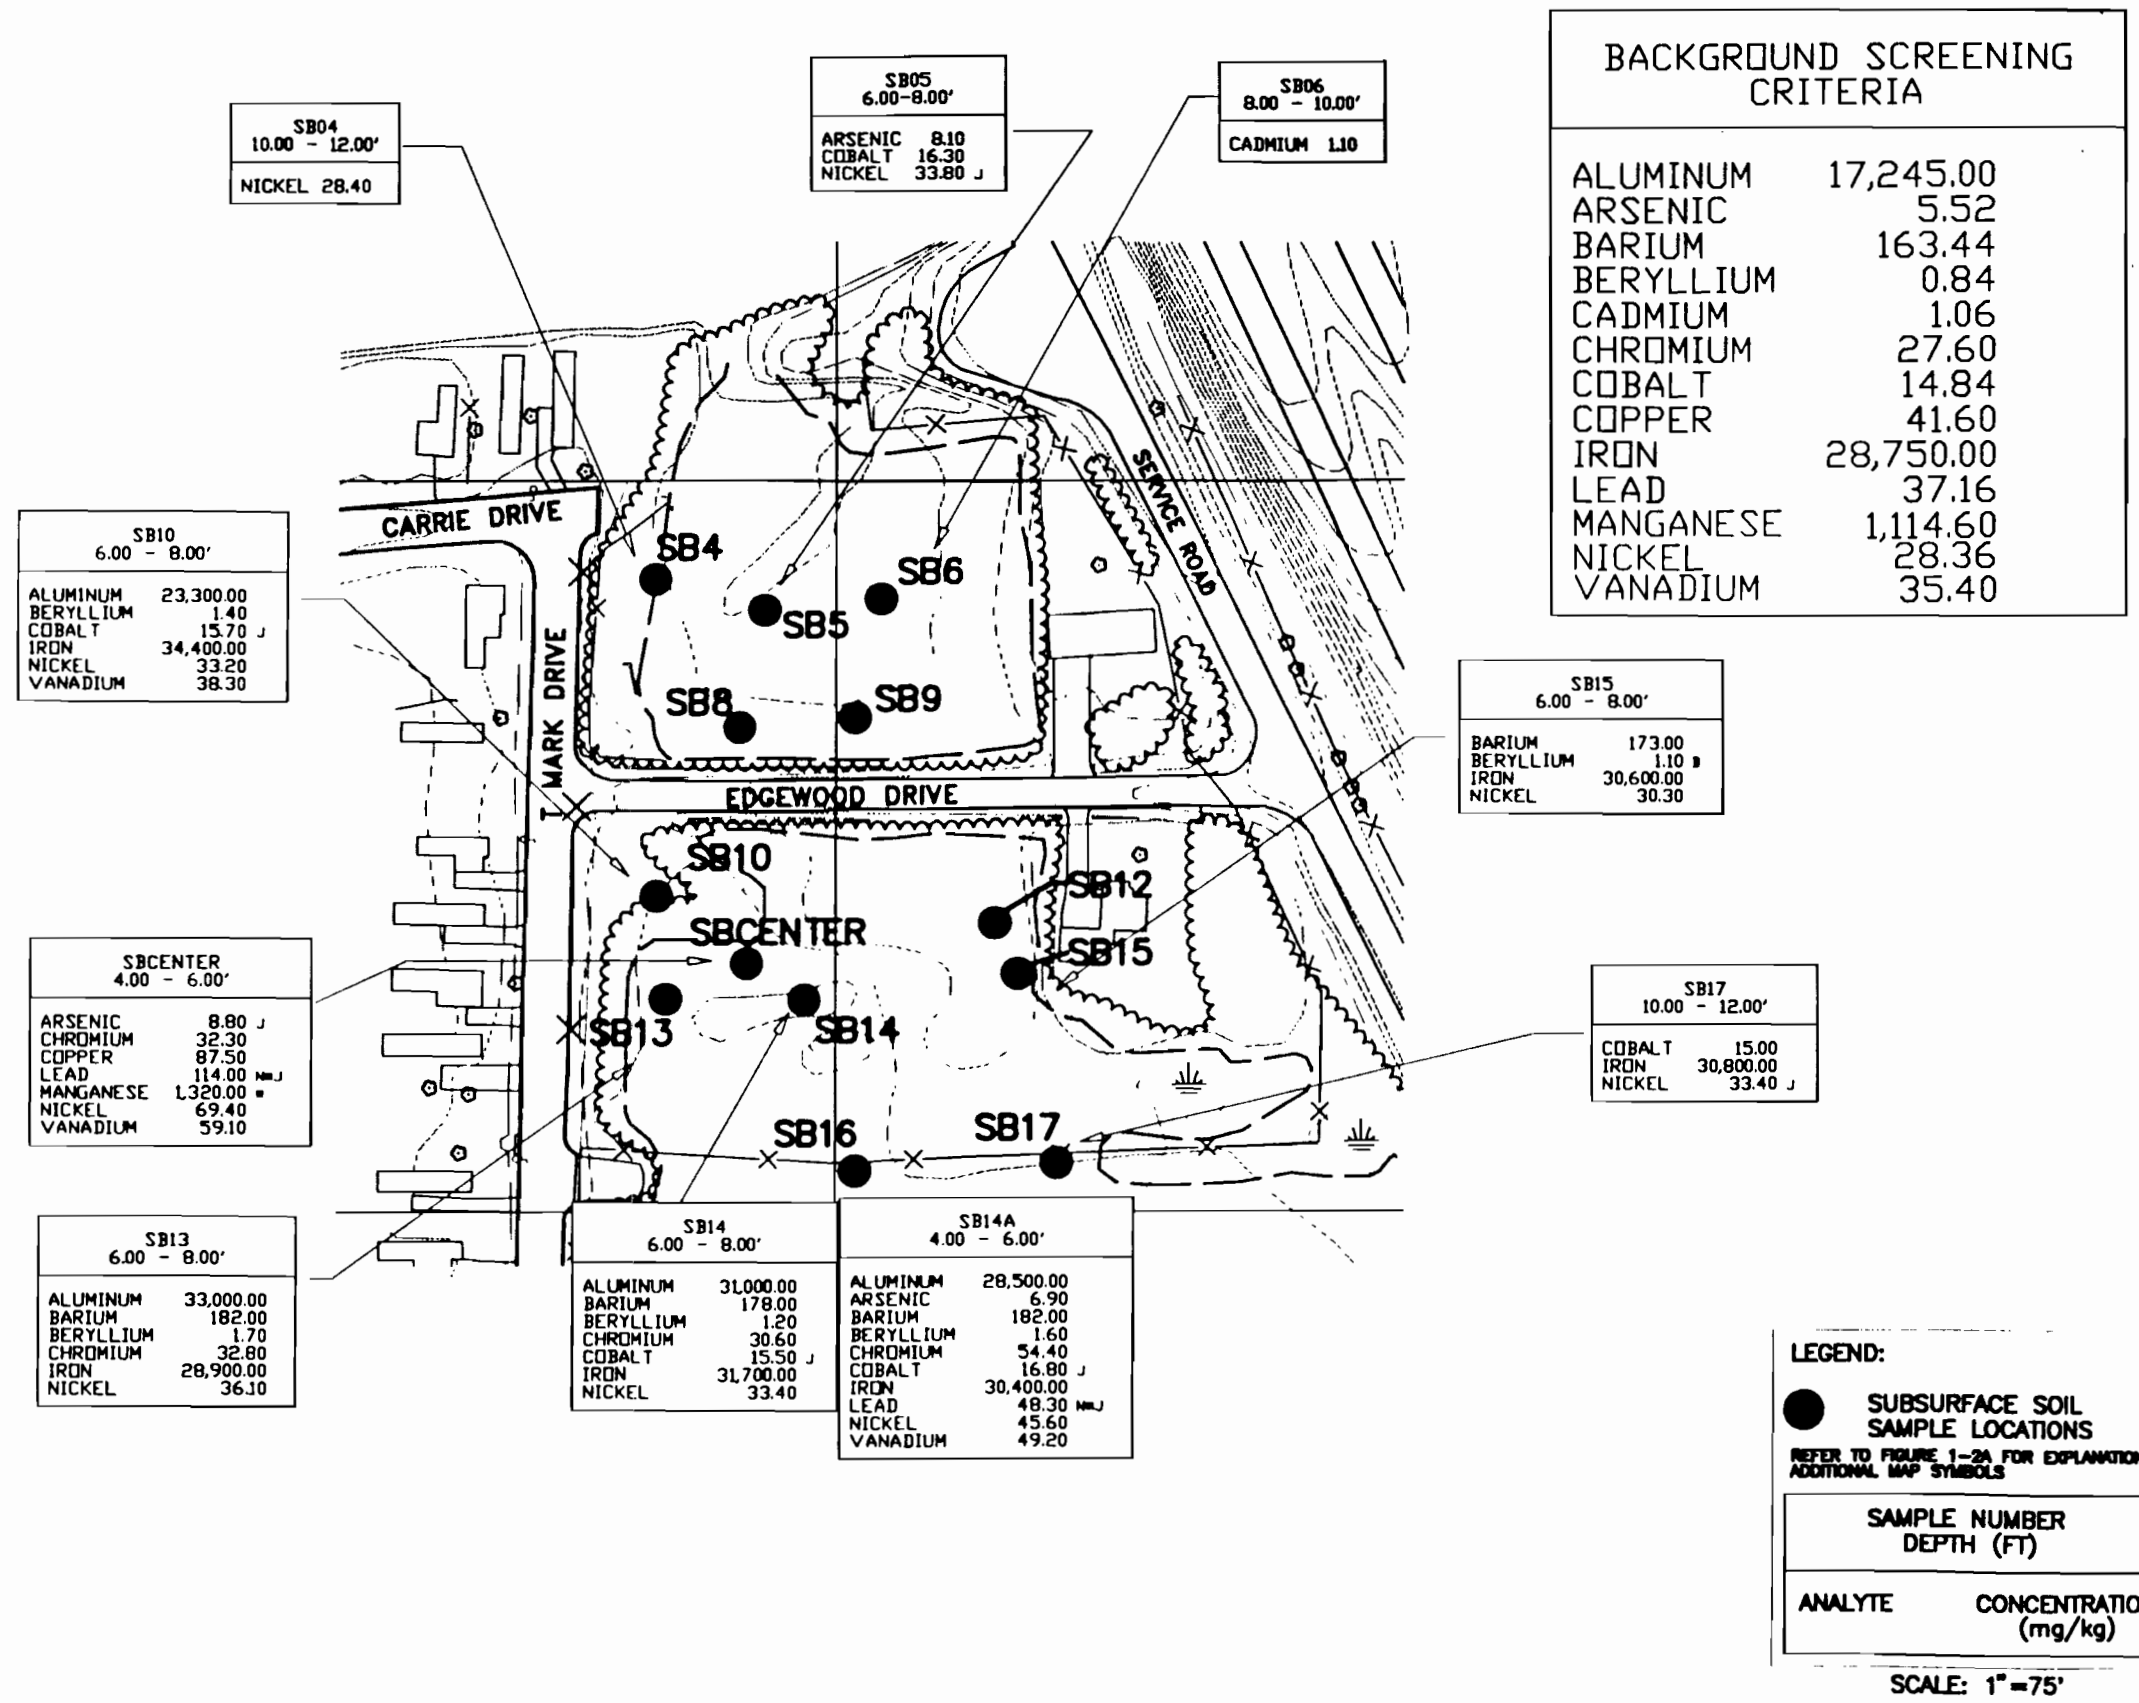 BACKGROUND SCREENING
CRITERIA
ALUMINUM 17,245.00
ARSENIC 5.52
BARIUM 163.44
BERYLLIUM 0.84
CADMIUM 1.06
CHROMIUM 27.60
COBALT 14.84
COPPER 41.60
IRON 28,750.00
LEAD 37.16
MANGANESE 1,114.60
NICKEL 28.36
VANADIUM 35.40
SB05
6.00-8.00'
ARSENIC 8.10
COBALT 16.30
NICKEL 33.80 J
SB06
8.00 - 10.00'
CADMIUM 1.10
SB04
10.00 - 12.00'
NICKEL 28.40
SB10
6.00 - 8.00'
ALUMINUM 23,300.00
BERYLLIUM 1.40
COBALT 15.70 J
IRON 34,400.00
NICKEL 33.20
VANADIUM 38.30
CARRIE DRIVE
SERVICE ROAD
T MARK DRIVE
EDGEWOOD DRIVE
SB4
SB5
SB6
SB8
SB9
SB10
SBCENTER
SB12
SB15
SB13
SB14
SB16
SB17
SB15
6.00 - 8.00'
BARIUM 173.00
BERYLLIUM 1.10 B
IRON 30,600.00
NICKEL 30.30
SBCENTER
4.00 - 6.00'
ARSENIC 8.80 J
CHROMIUM 32.30
COPPER 87.50
LEAD 114.00 N*J
MANGANESE 1,320.00 *
NICKEL 69.40
VANADIUM 59.10
SB17
10.00 - 12.00'
COBALT 15.00
IRON 30,800.00
NICKEL 33.40 J
SB13
6.00 - 8.00'
ALUMINUM 33,000.00
BARIUM 182.00
BERYLLIUM 1.70
CHROMIUM 32.80
IRON 28,900.00
NICKEL 36.10
SB14
6.00 - 8.00'
ALUMINUM 31,000.00
BARIUM 178.00
BERYLLIUM 1.20
CHROMIUM 30.60
COBALT 15.50 J
IRON 31,700.00
NICKEL 33.40
SB14A
4.00 - 6.00'
ALUMINUM 28,500.00
ARSENIC 6.90
BARIUM 182.00
BERYLLIUM 1.60
CHROMIUM 54.40
COBALT 16.80 J
IRON 30,400.00
LEAD 48.30 N*J
NICKEL 45.60
VANADIUM 49.20
LEGEND:
SUBSURFACE SOIL
SAMPLE LOCATIONS
REFER TO FIGURE 1-2A FOR EXPLANATION
ADDITIONAL MAP SYMBOLS
SAMPLE NUMBER
DEPTH (FT)
ANALYTE CONCENTRATIO
(mg/kg)
SCALE: 1"=75'